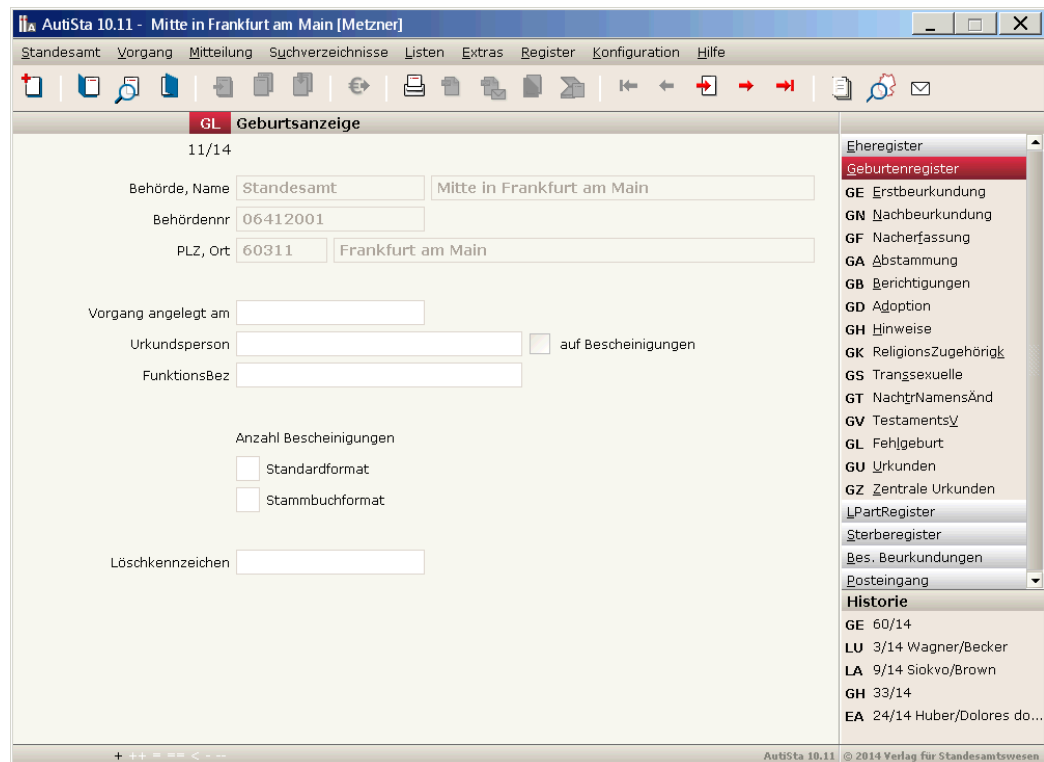 AutiSta 10.11 - Mitte in Frankfurt am Main [Metzner]
Standesamt Vorgang Mitteilung Suchverzeichnisse Listen Extras Register Konfiguration Hilfe
GL Geburtsanzeige
11/14
Behörde, Name Standesamt Mitte in Frankfurt am Main
Behördennr 06412001
PLZ, Ort 60311 Frankfurt am Main
Vorgang angelegt am
Urkundsperson auf Bescheinigungen
FunktionsBez
Anzahl Bescheinigungen
Standardformat
Stammbuchformat
Löschkennzeichen
Eheregister
Geburtenregister
GE Erstbeurkundung
GN Nachbeurkundung
GF Nacherfassung
GA Abstammung
GB Berichtigungen
GD Adoption
GH Hinweise
GK ReligionsZugehörigk
GS Transsexuelle
GT NachtrNamensÄnd
GV TestamentsV
GL Fehlgeburt
GU Urkunden
GZ Zentrale Urkunden
LPartRegister
Sterberegister
Bes. Beurkundungen
Posteingang
Historie
GE 60/14
LU 3/14 Wagner/Becker
LA 9/14 Siokvo/Brown
GH 33/14
EA 24/14 Huber/Dolores do...
+ ++ = == < - --
AutiSta 10.11 © 2014 Verlag für Standesamtswesen